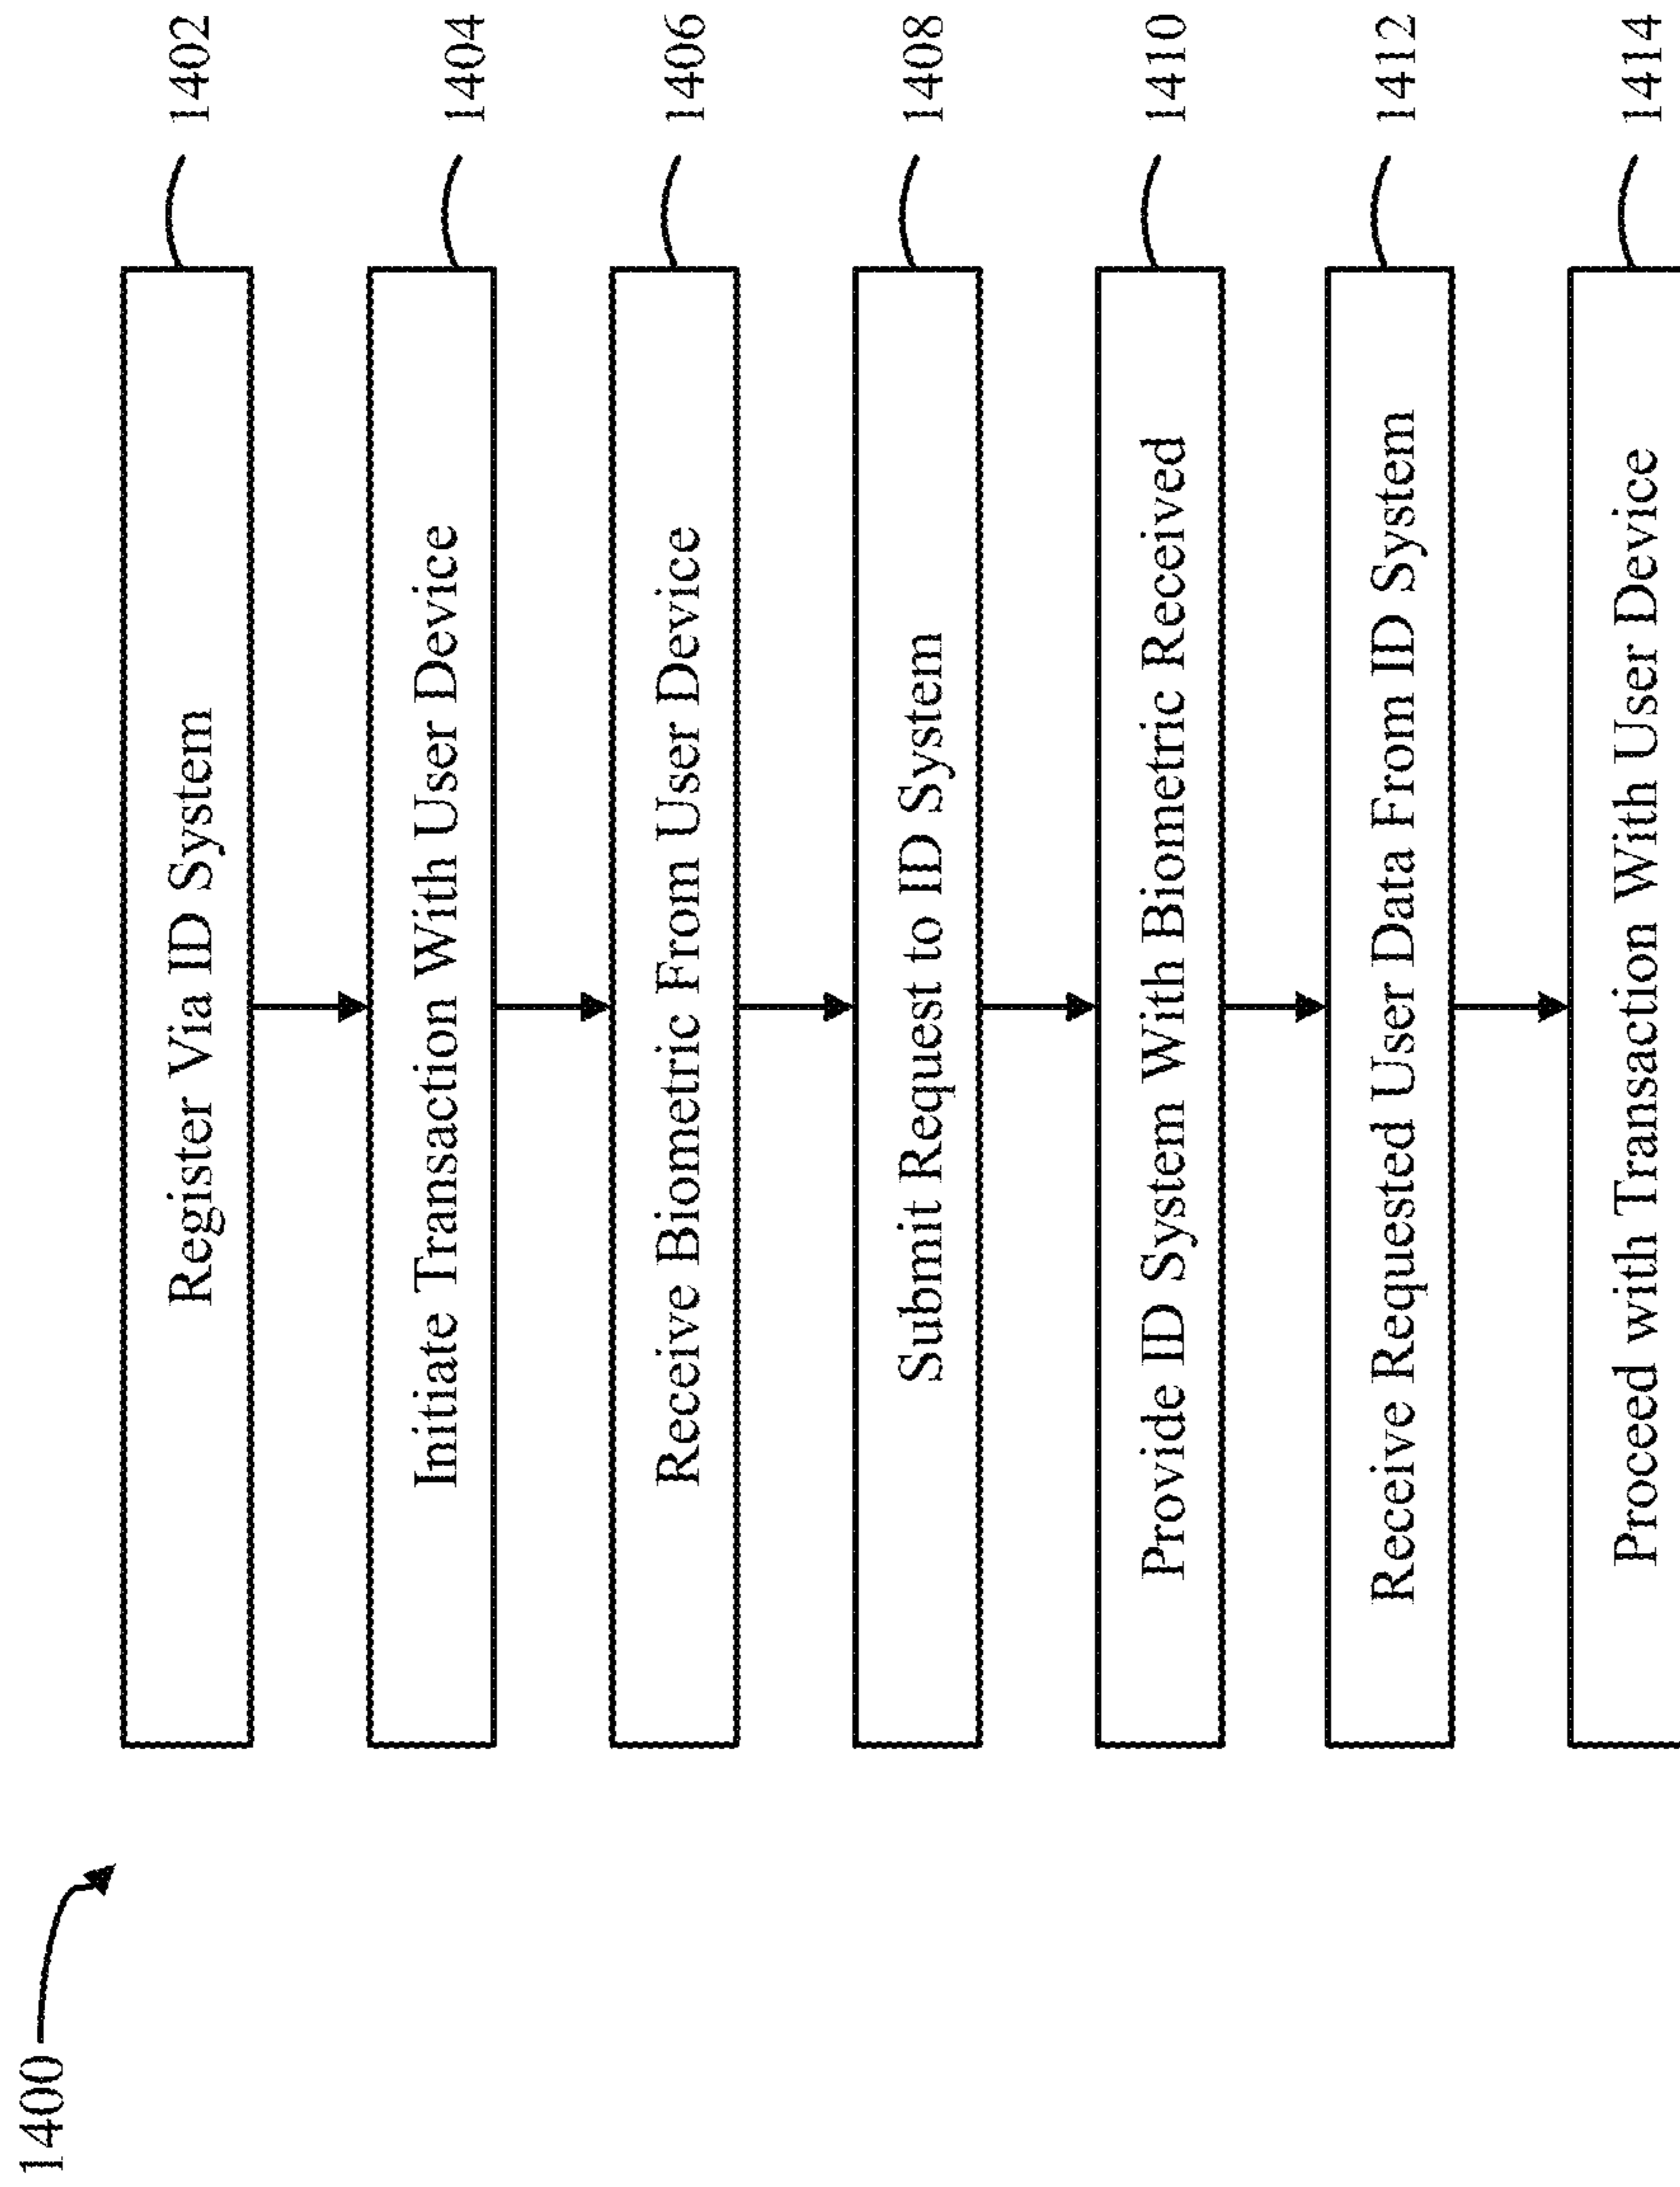 1400
Register Via ID System
1402
Initiate Transaction With User Device
1404
Receive Biometric From User Device
1406
Submit Request to ID System
1408
Provide ID System With Biometric Received
1410
Receive Requested User Data From ID System
1412
Proceed with Transaction With User Device
1414